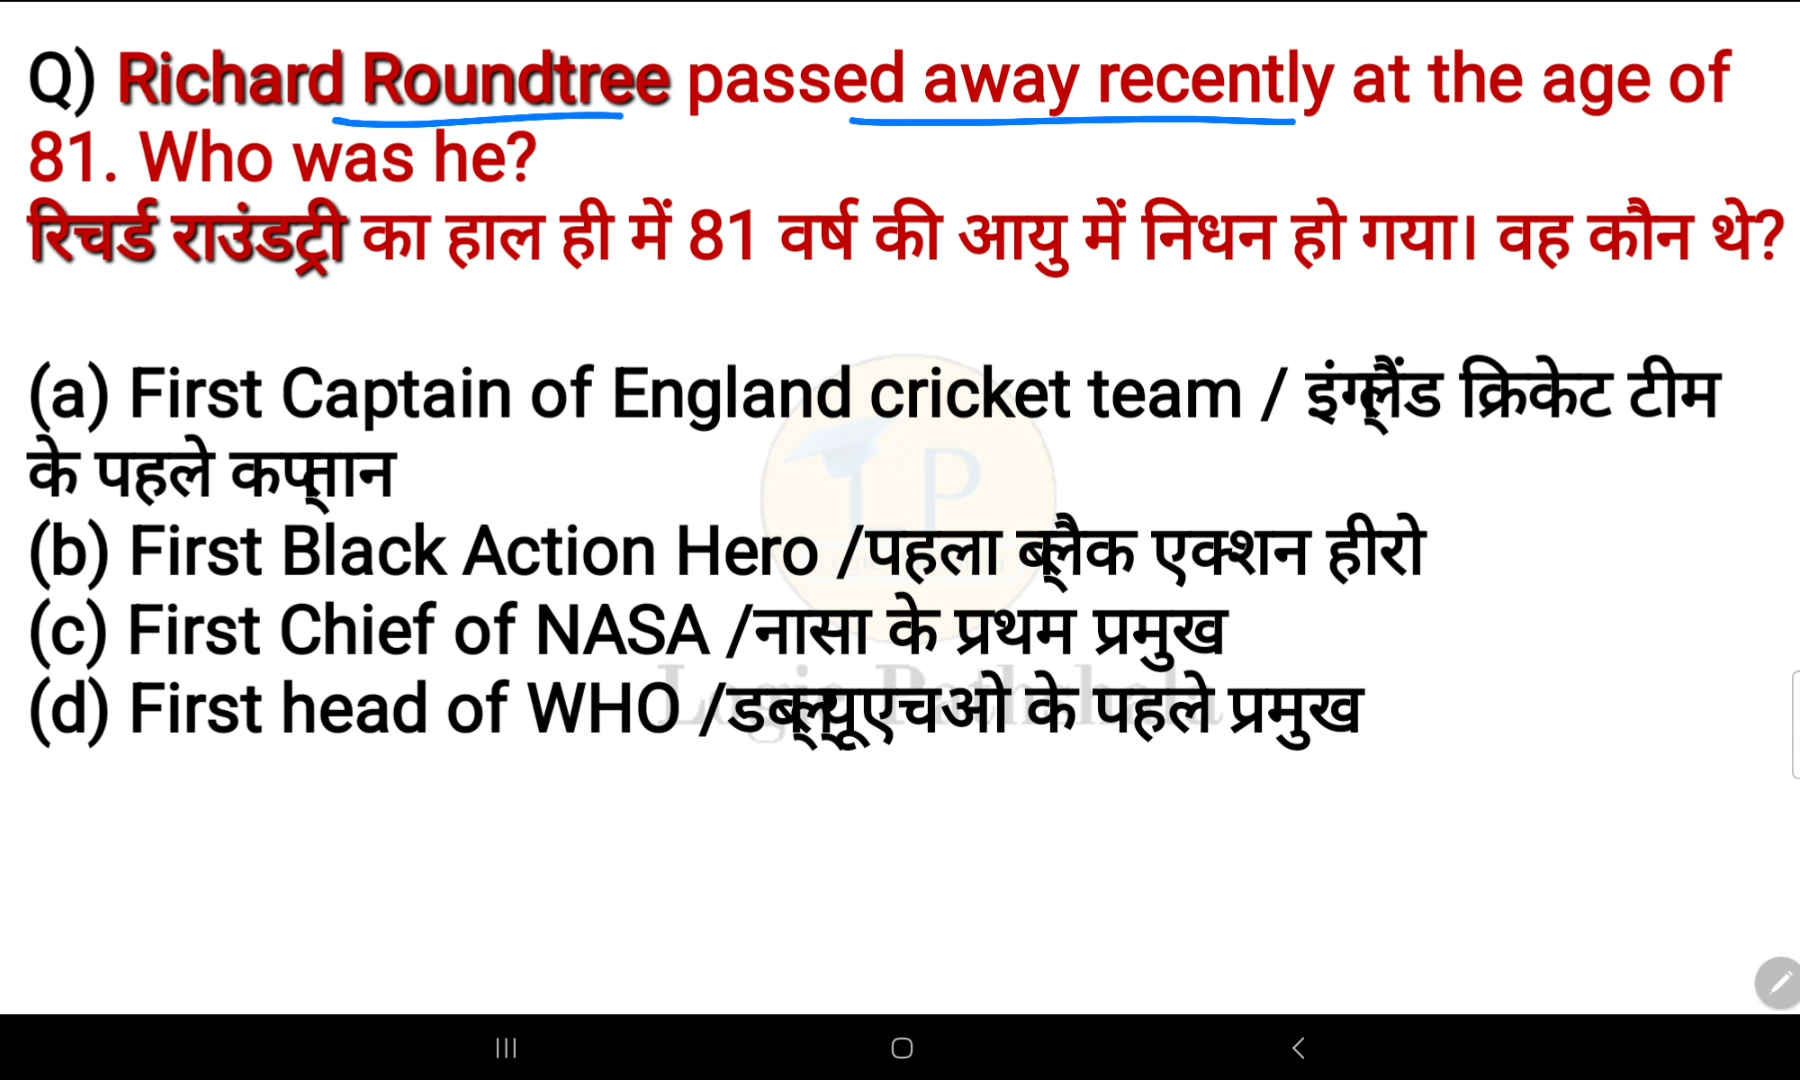 Q) Richard Roundtree passed away recently at the age of
81. Who was he?
रिचर्ड राउंडट्री का हाल ही में 81 वर्ष की आयु में निधन हो गया। वह कौन थे?
(a) First Captain of England cricket team / इंग्लैंड क्रिकेट टीम
के पहले कप्तान
(b) First Black Action Hero /पहला ब्लैक एक्शन हीरो
(c) First Chief of NASA /नासा के प्रथम प्रमुख
(d) First head of WHO /डब्ल्यूएचओ के पहले प्रमुख
LP